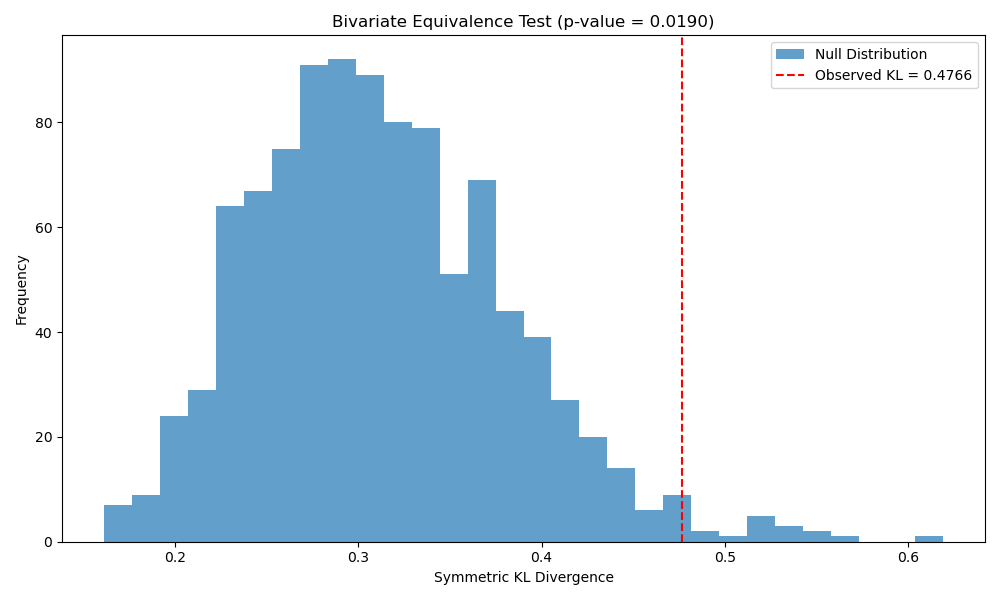 Bivariate Equivalence Test (p-value = 0.0190)
Null Distribution
Observed KL = 0.4766
Frequency
80
60
40
20
0
0.2
0.3
0.4
0.5
0.6
Symmetric KL Divergence